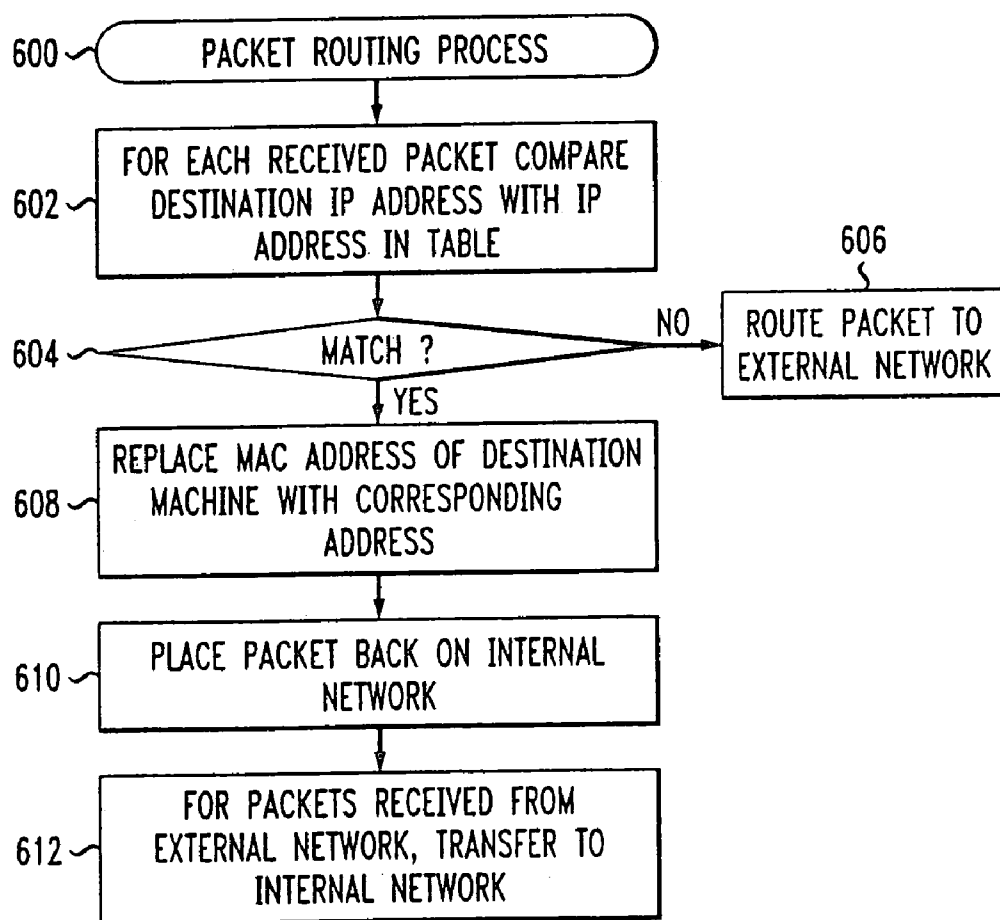 600
PACKET ROUTING PROCESS
602
FOR EACH RECEIVED PACKET COMPARE
DESTINATION IP ADDRESS WITH IP
ADDRESS IN TABLE
604
MATCH ?
NO
606
ROUTE PACKET TO
EXTERNAL NETWORK
YES
608
REPLACE MAC ADDRESS OF DESTINATION
MACHINE WITH CORRESPONDING
ADDRESS
610
PLACE PACKET BACK ON INTERNAL
NETWORK
612
FOR PACKETS RECEIVED FROM
EXTERNAL NETWORK, TRANSFER TO
INTERNAL NETWORK